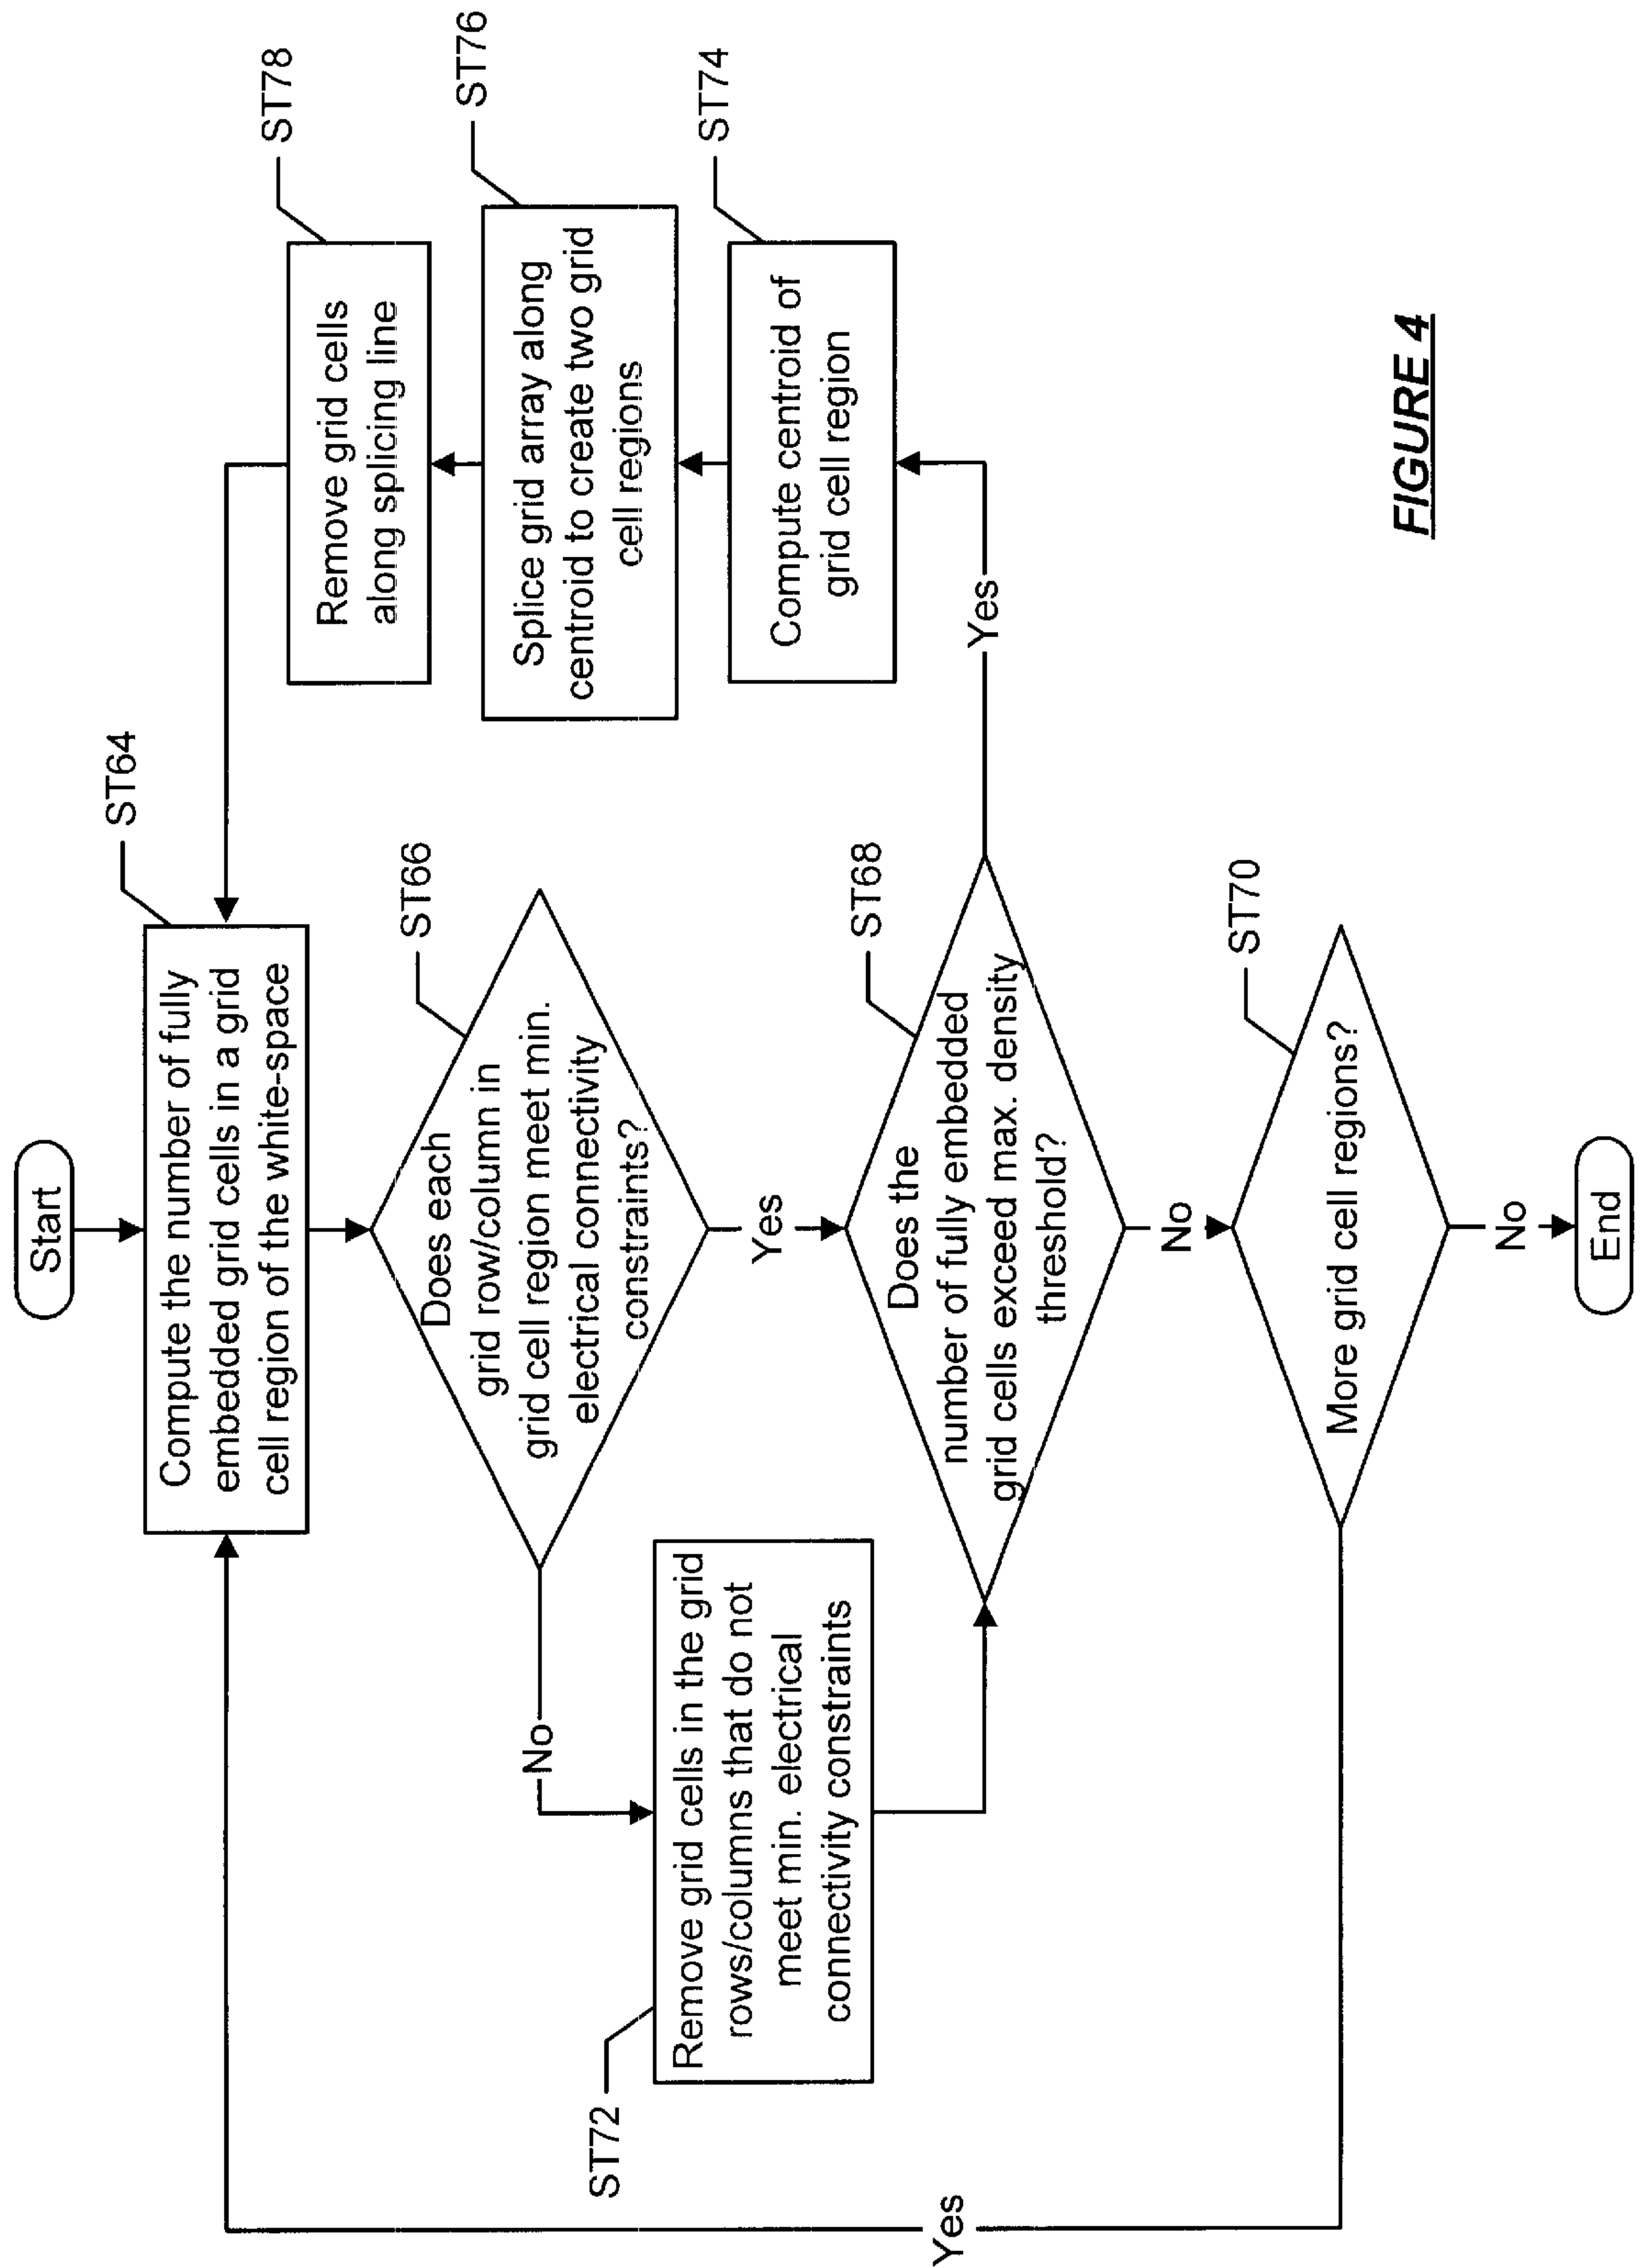 Start
ST64
Compute the number of fully
embedded grid cells in a grid
cell region of the white-space
ST66
Does each
grid row/column in
grid cell region meet min.
electrical connectivity
constraints?
No
Yes
ST72
Remove grid cells in the grid
rows/columns that do not
meet min. electrical
connectivity constraints
ST68
Does the
number of fully embedded
grid cells exceed max. density
threshold?
Yes
No
ST74
Compute centroid of
grid cell region
ST76
Splice grid array along
centroid to create two grid
cell regions
ST78
Remove grid cells
along splicing line
ST70
More grid cell regions?
Yes
No
End
FIGURE 4